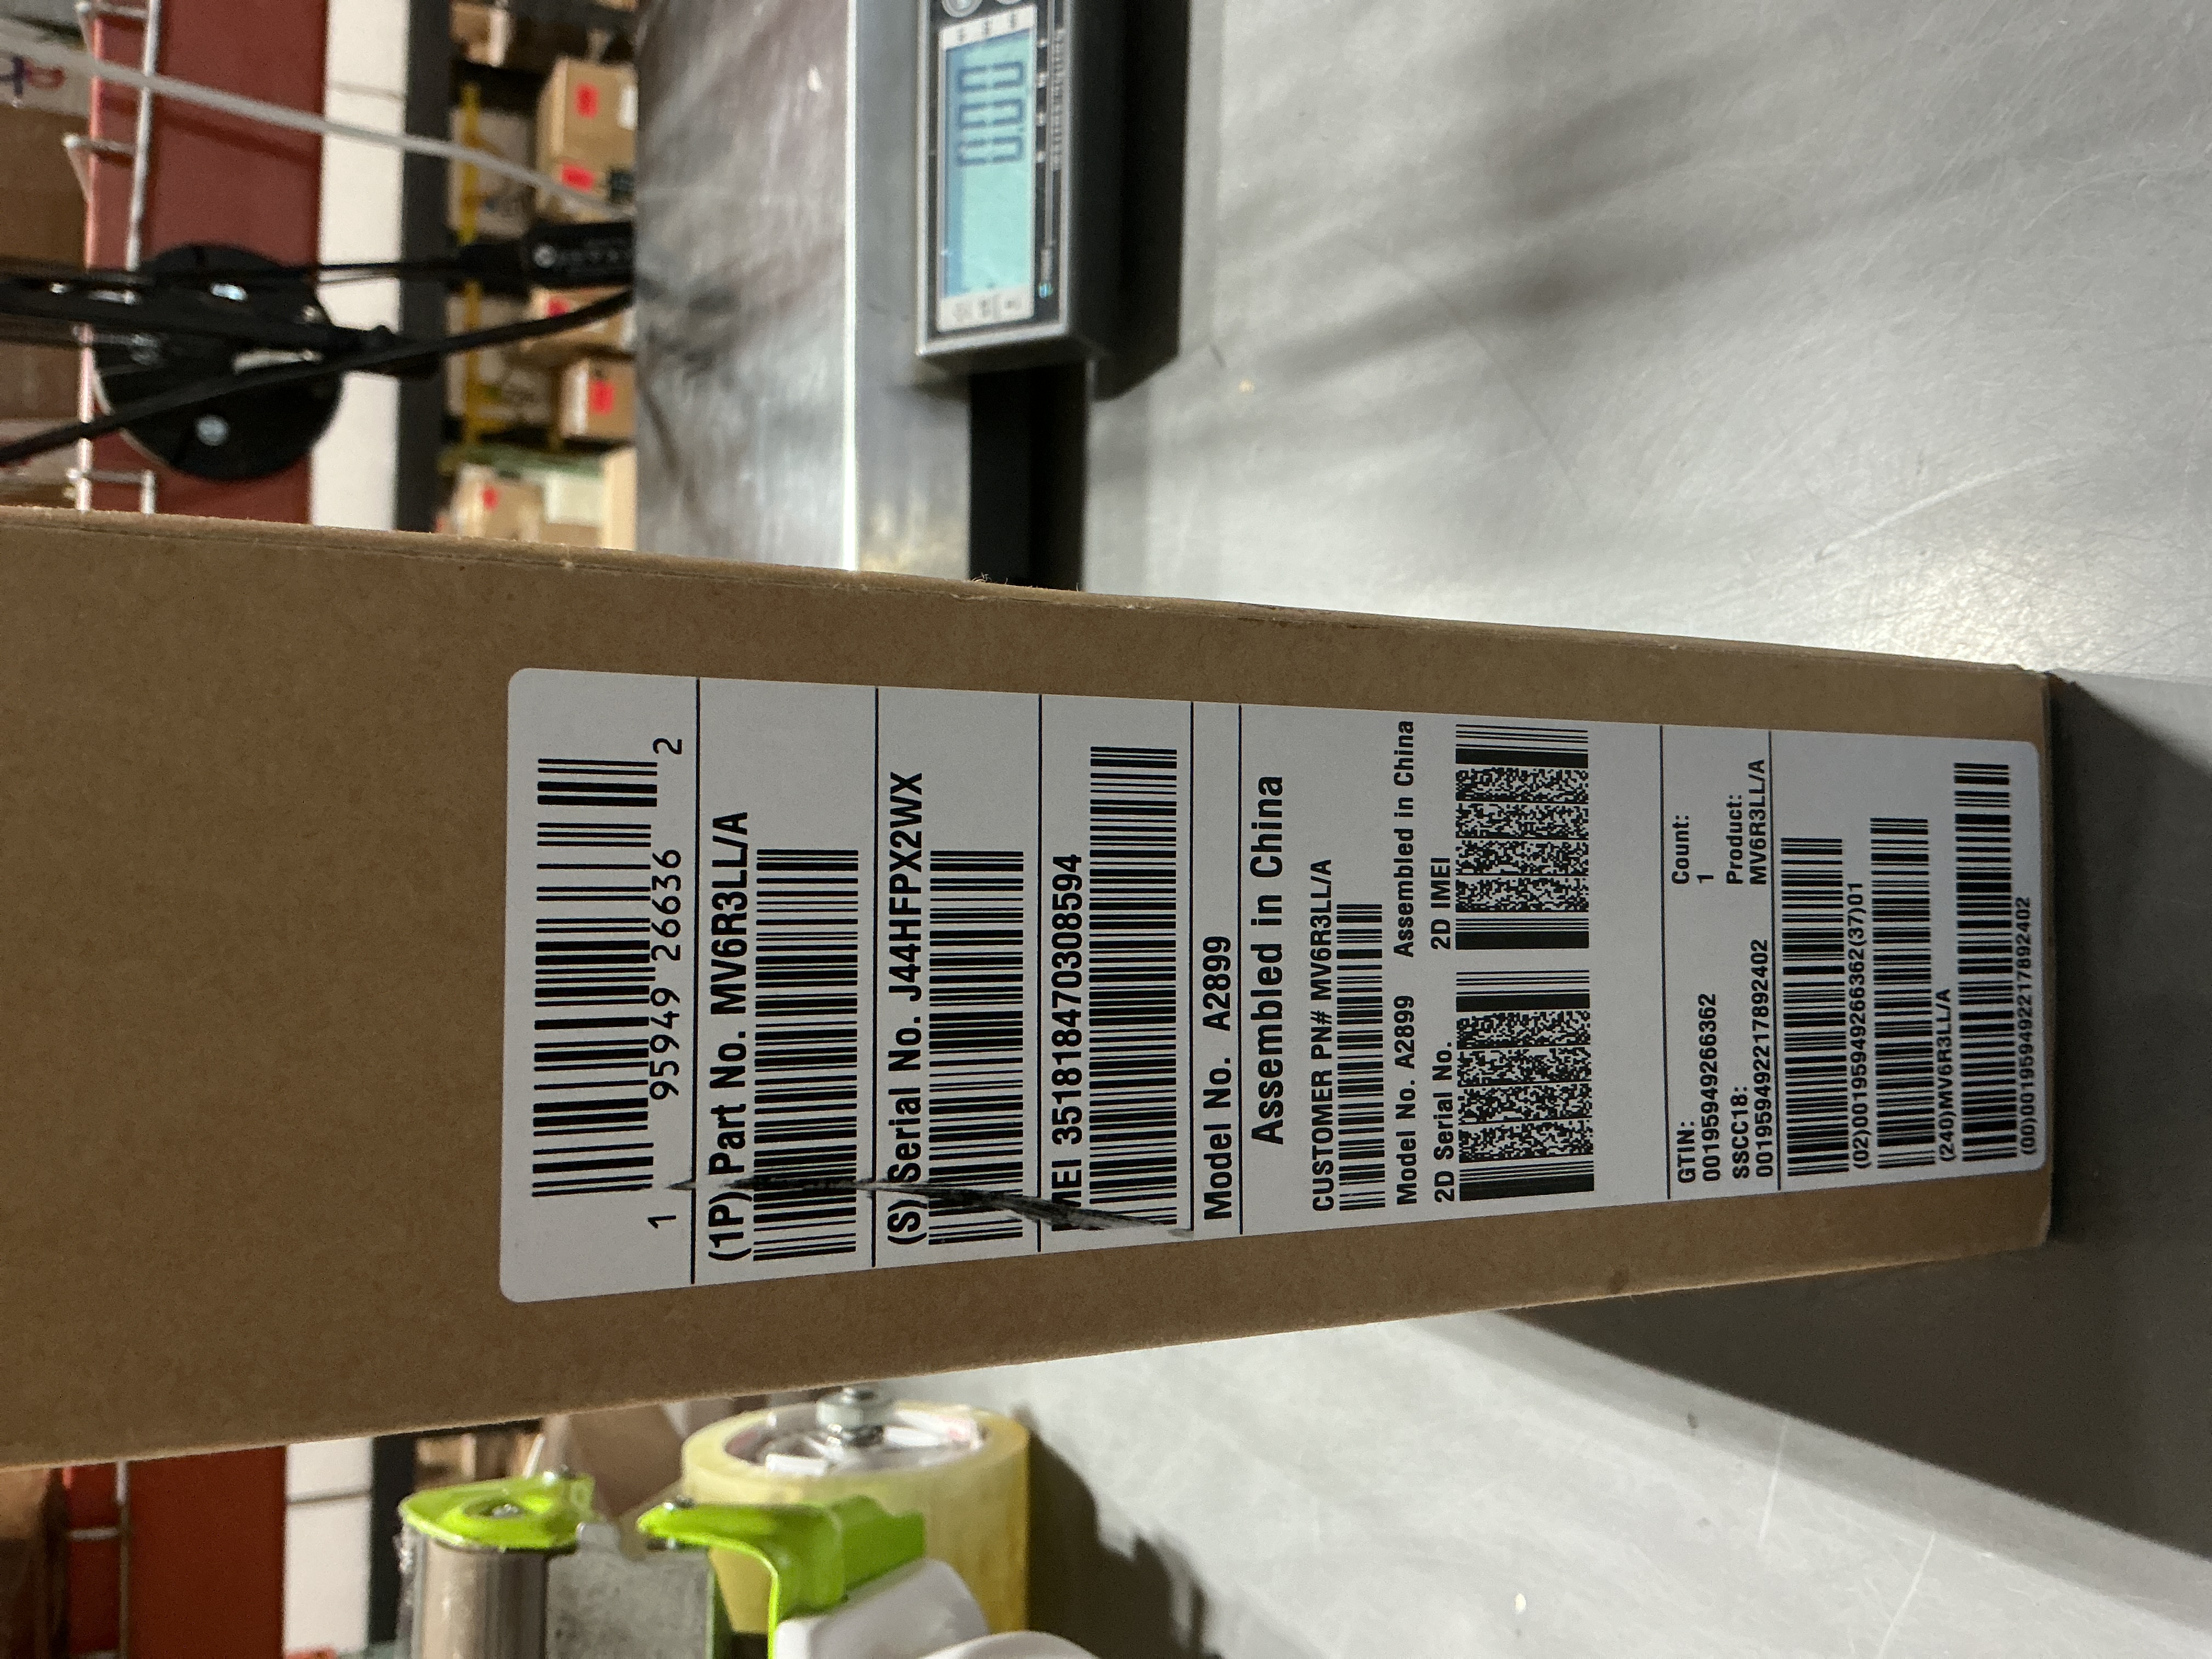 1 95949 26636 2
(1P) Part No. MV6R3LL/A
(S) Serial No. J44HFPX2WX
IMEI 351818470308594
Model No. A2899
Assembled in China
CUSTOMER PN# MV6R3LL/A
Model No. A2899 Assembled in China
2D Serial No. 2D IMEI
GTIN: Count:
00195949266362 1
SSCC18: Product:
001959492217892402 MV6R3LL/A
(02)00195949266362(37)01
(240)MV6R3LL/A
(00)001959492217892402
0.00